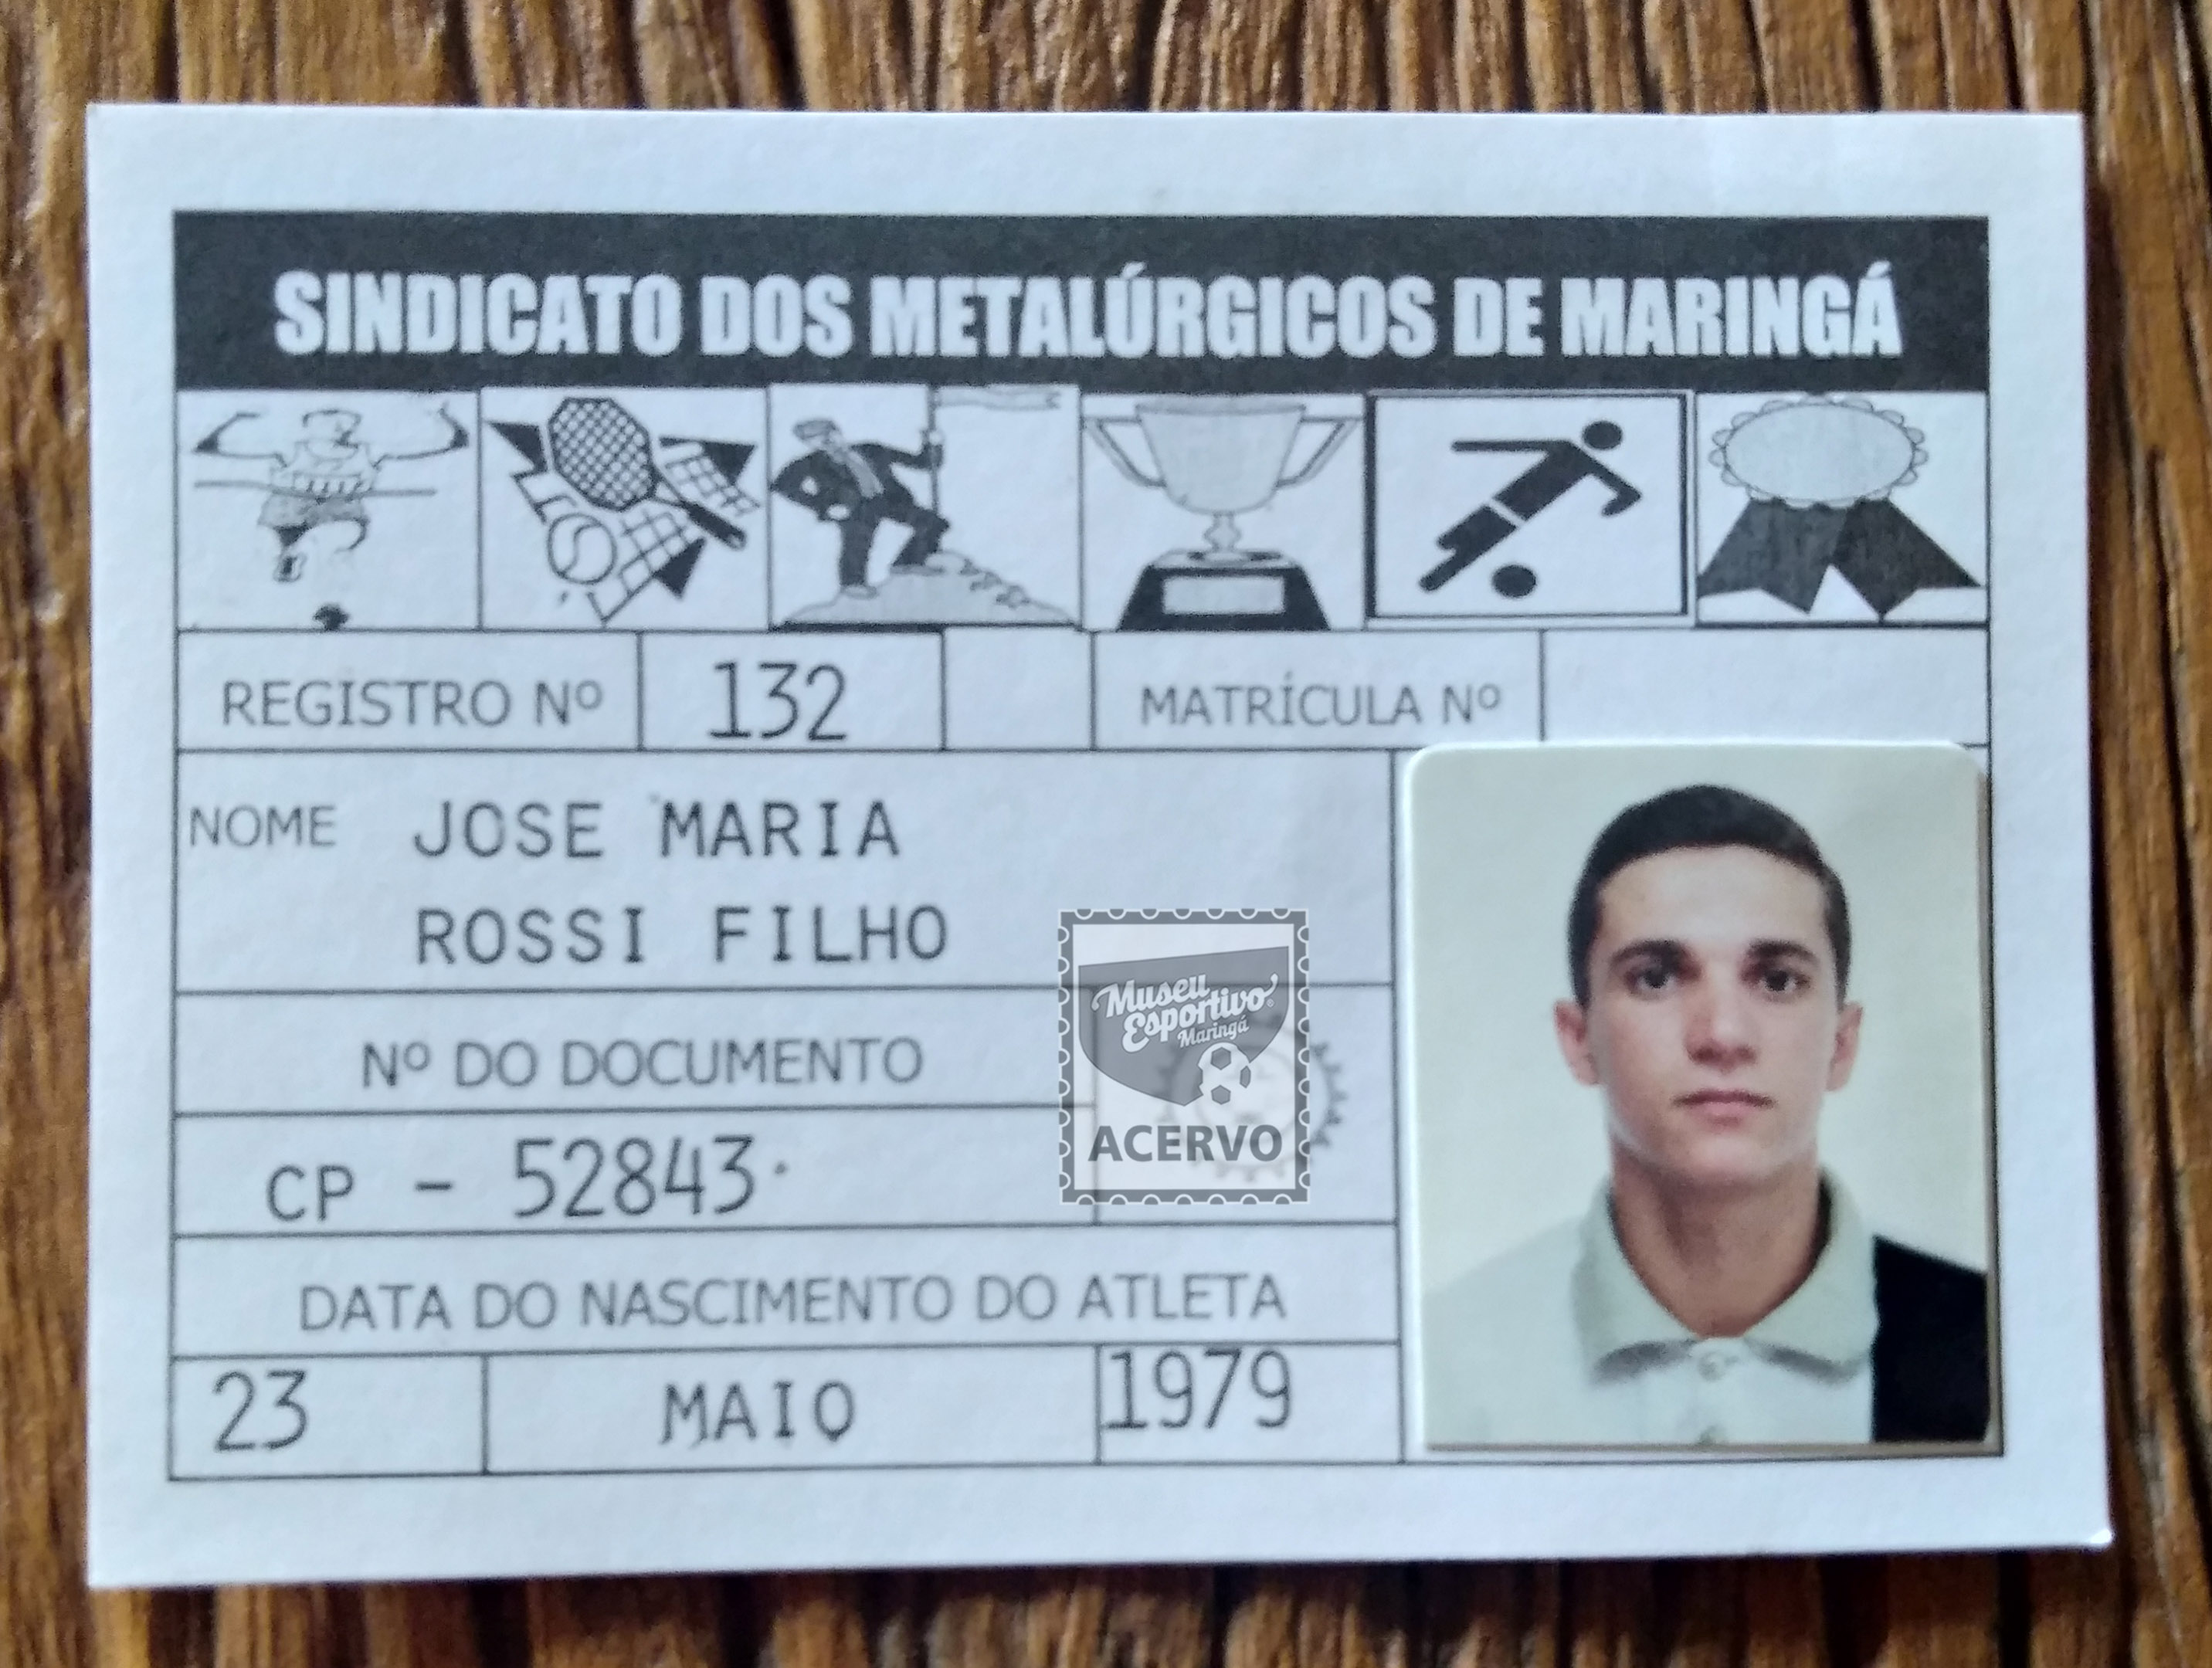 SINDICATO DOS METALÚRGICOS DE MARINGÁ
REGISTRO Nº 132 MATRÍCULA Nº
NOME JOSE MARIA
ROSSI FILHO
Nº DO DOCUMENTO
CP - 52843
DATA DO NASCIMENTO DO ATLETA
23 MAIO 1979
Museu
Esportivo
Maringá
ACERVO